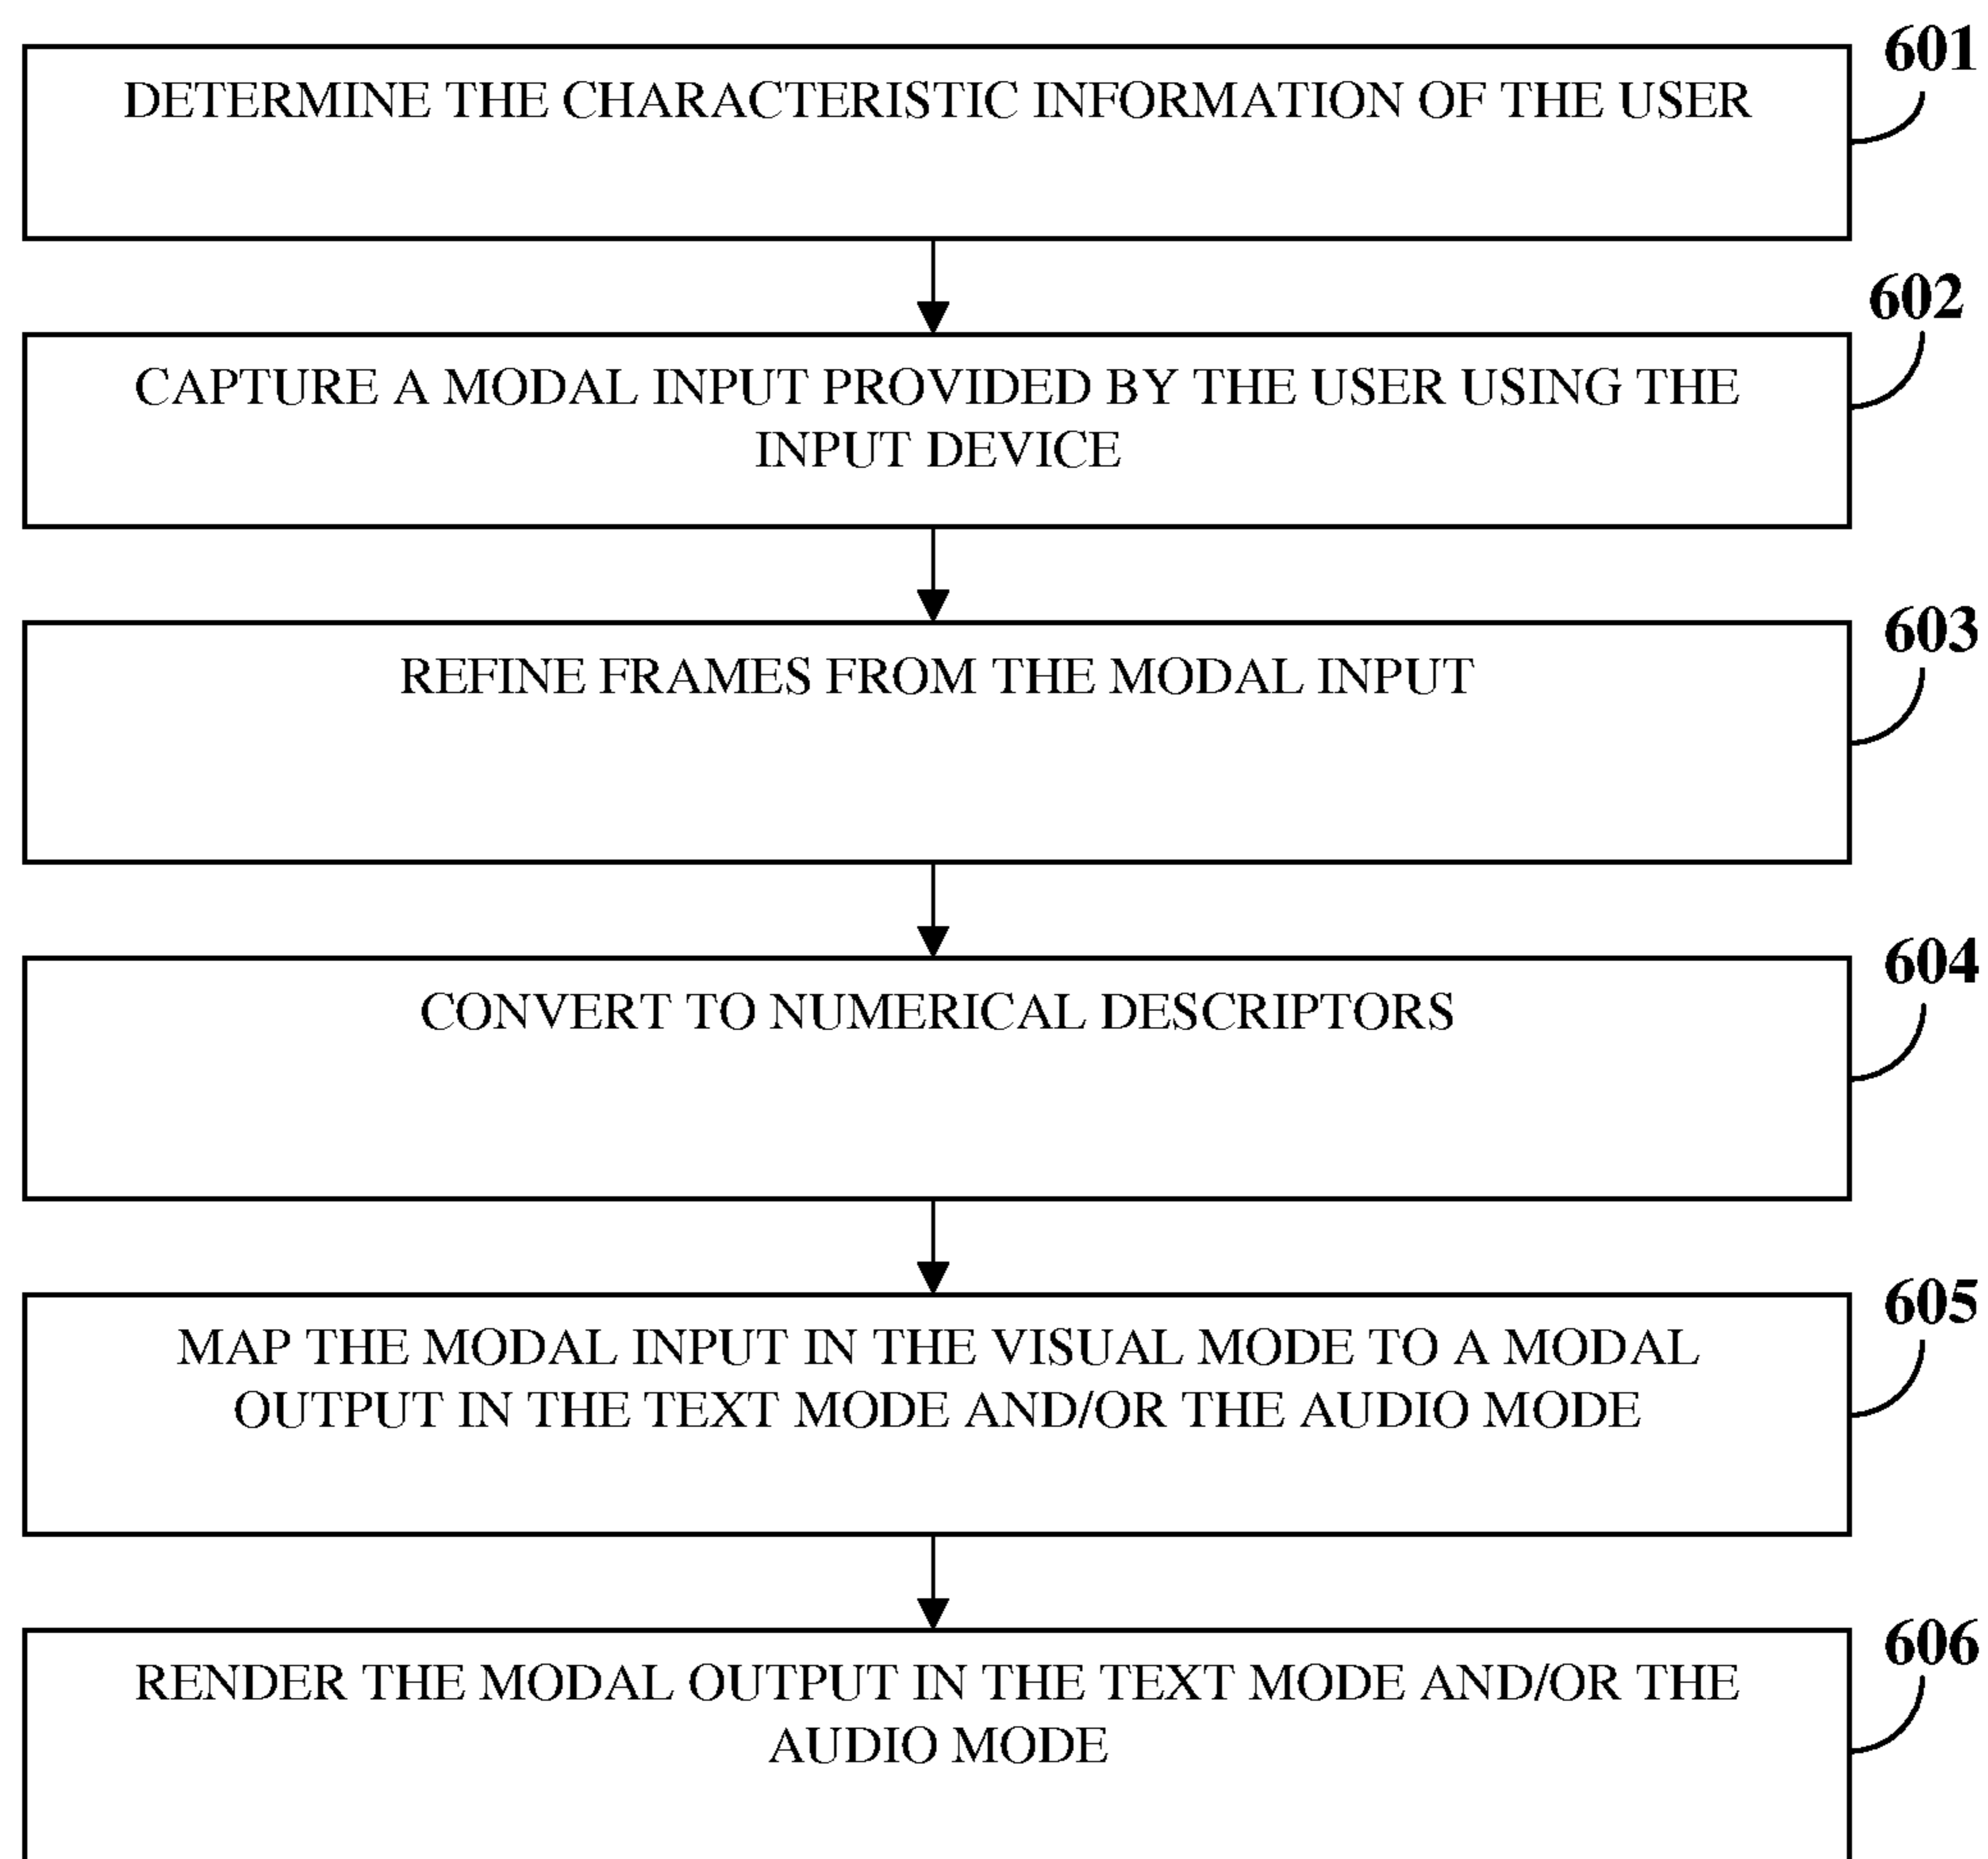 601
DETERMINE THE CHARACTERISTIC INFORMATION OF THE USER
602
CAPTURE A MODAL INPUT PROVIDED BY THE USER USING THE
INPUT DEVICE
603
REFINE FRAMES FROM THE MODAL INPUT
604
CONVERT TO NUMERICAL DESCRIPTORS
605
MAP THE MODAL INPUT IN THE VISUAL MODE TO A MODAL
OUTPUT IN THE TEXT MODE AND/OR THE AUDIO MODE
606
RENDER THE MODAL OUTPUT IN THE TEXT MODE AND/OR THE
AUDIO MODE